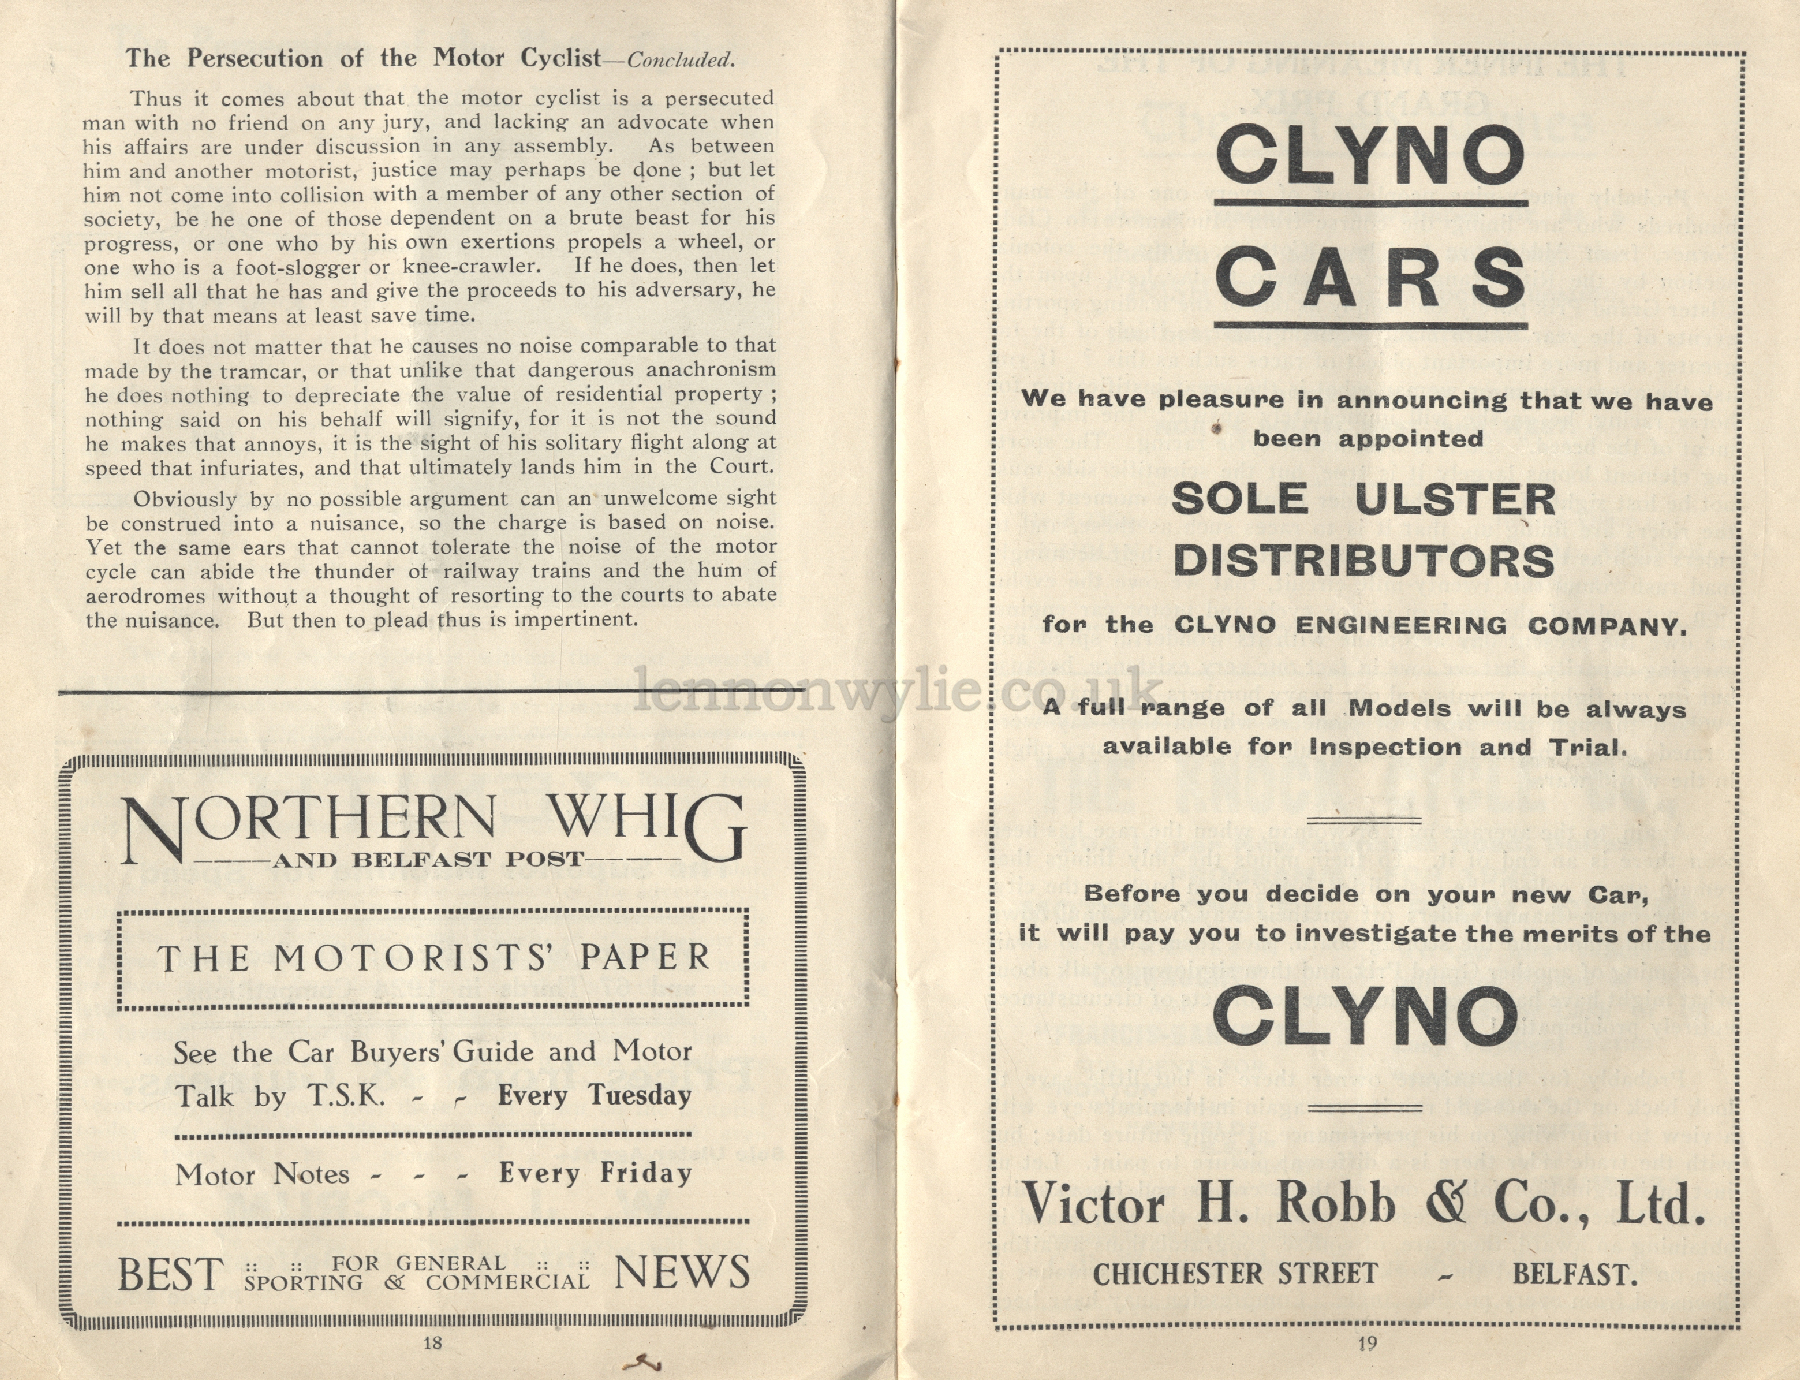 The Persecution of the Motor Cyclist—Concluded.
Thus it comes about that the motor cyclist is a persecuted
man with no friend on any jury, and lacking an advocate when
his affairs are under discussion in any assembly. As between
him and another motorist, justice may perhaps be done ; but let
him not come into collision with a member of any other section of
society, be he one of those dependent on a brute beast for his
progress, or one who by his own exertions propels a wheel, or
one who is a foot-slogger or knee-crawler. If he does, then let
him sell all that he has and give the proceeds to his adversary, he
will by that means at least save time.
It does not matter that he causes no noise comparable to that
made by the tramcar, or that unlike that dangerous anachronism
he does nothing to depreciate the value of residential property ;
nothing said on his behalf will signify, for it is not the sound
he makes that annoys, it is the sight of his solitary flight along at
speed that infuriates, and that ultimately lands him in the Court.
Obviously by no possible argument can an unwelcome sight
be construed into a nuisance, so the charge is based on noise.
Yet the same ears that cannot tolerate the noise of the motor
cycle can abide the thunder of railway trains and the hum of
aerodromes without a thought of resorting to the courts to abate
the nuisance. But then to plead thus is impertinent.
NORTHERN WHIG
AND BELFAST POST
THE MOTORISTS' PAPER
See the Car Buyers' Guide and Motor
Talk by T.S.K. - - Every Tuesday
Motor Notes - - - Every Friday
BEST :: :: FOR GENERAL :: :: NEWS
SPORTING & COMMERCIAL
18
CLYNO
CARS
We have pleasure in announcing that we have
been appointed
SOLE ULSTER
DISTRIBUTORS
for the CLYNO ENGINEERING COMPANY.
A full range of all Models will be always
available for Inspection and Trial.
Before you decide on your new Car,
it will pay you to investigate the merits of the
CLYNO
Victor H. Robb & Co., Ltd.
CHICHESTER STREET - BELFAST.
19
lennonwylie.co.uk